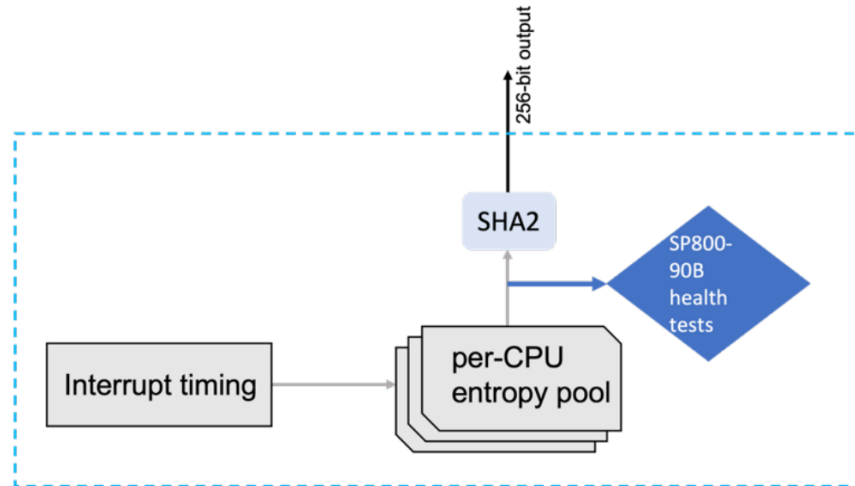 256-bit output
SHA2
SP800-
90B
health
tests
per-CPU
entropy pool
Interrupt timing